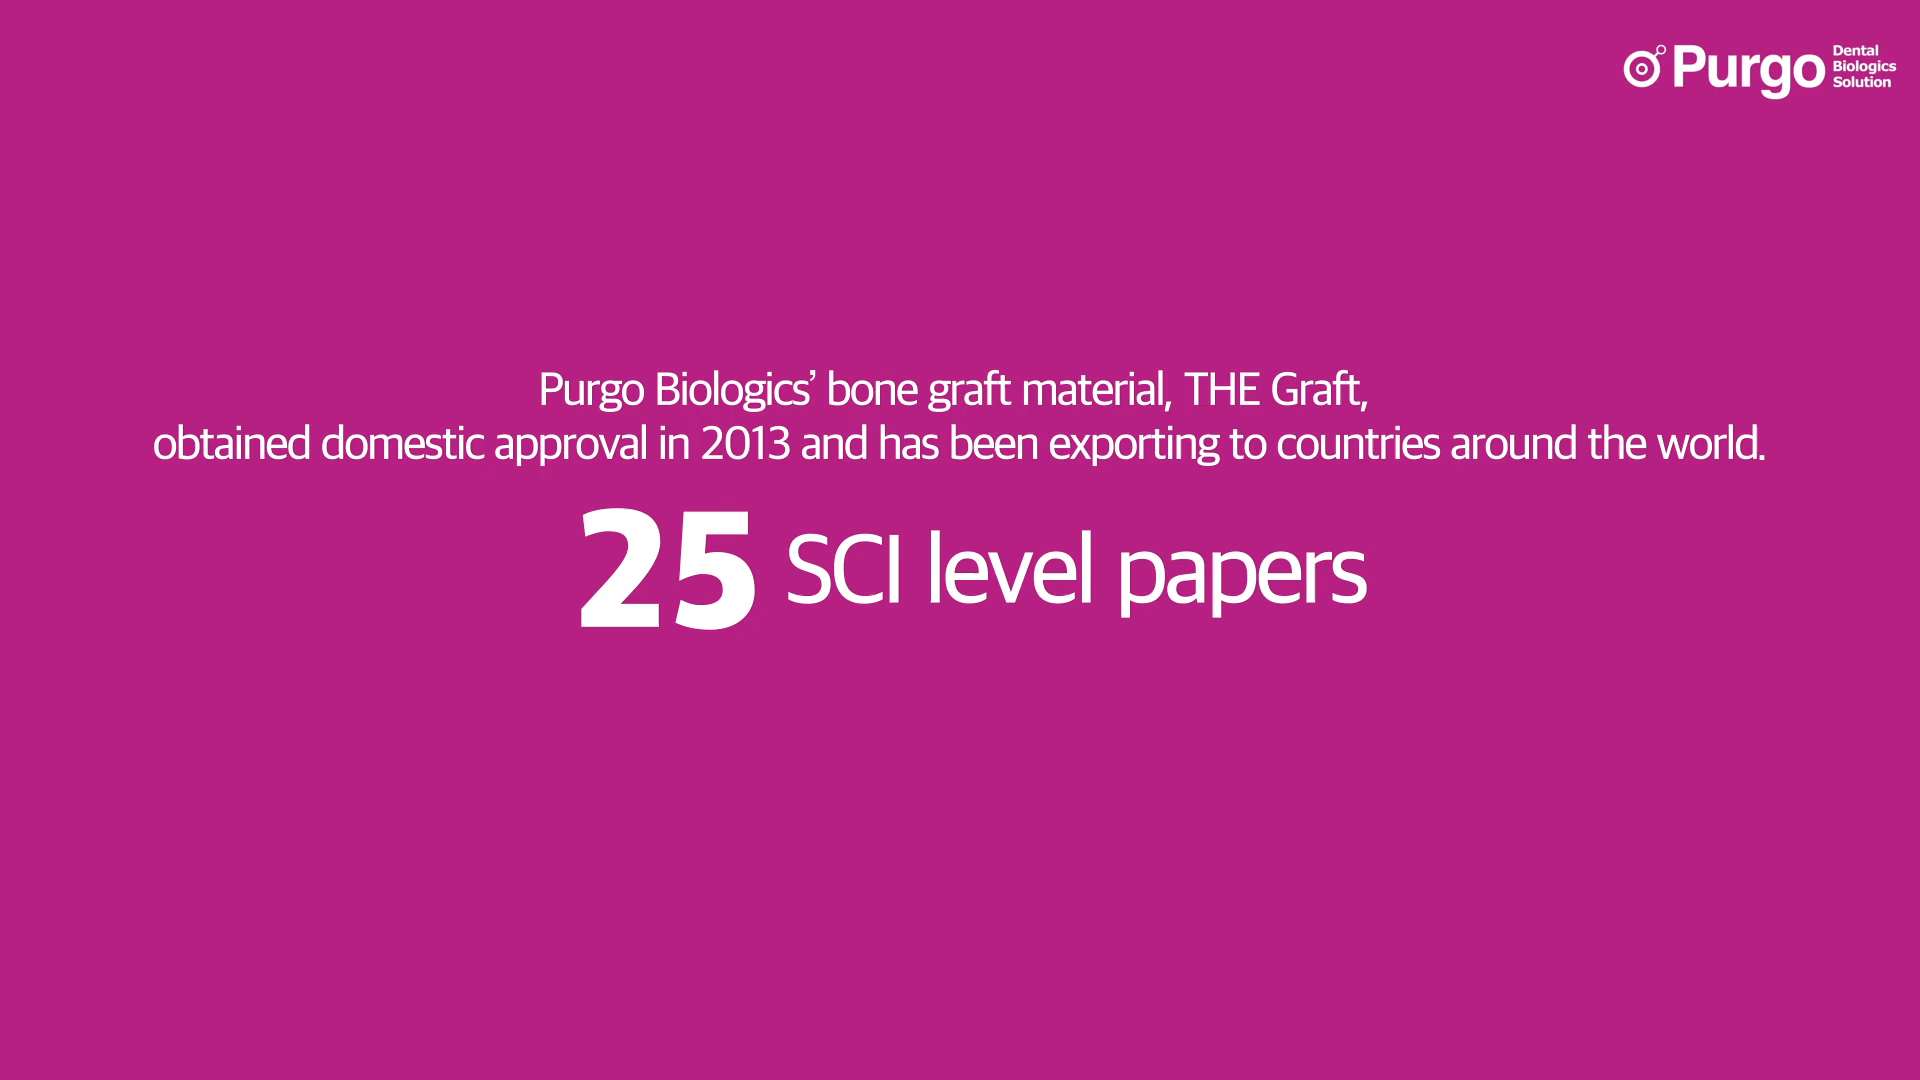 Purgo
Dental
Biologics
Solution
Purgo Biologics’ bone graft material, THE Graft,
obtained domestic approval in 2013 and has been exporting to countries around the world.
25 SCI level papers